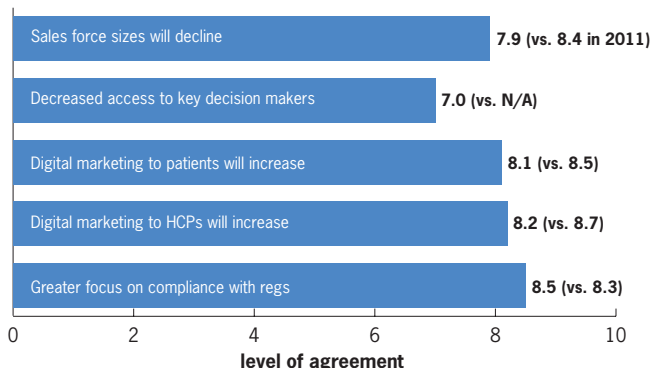 Sales force sizes will decline 7.9 (vs. 8.4 in 2011)
Decreased access to key decision makers 7.0 (vs. N/A)
Digital marketing to patients will increase 8.1 (vs. 8.5)
Digital marketing to HCPs will increase 8.2 (vs. 8.7)
Greater focus on compliance with regs 8.5 (vs. 8.3)
0 2 4 6 8 10
level of agreement